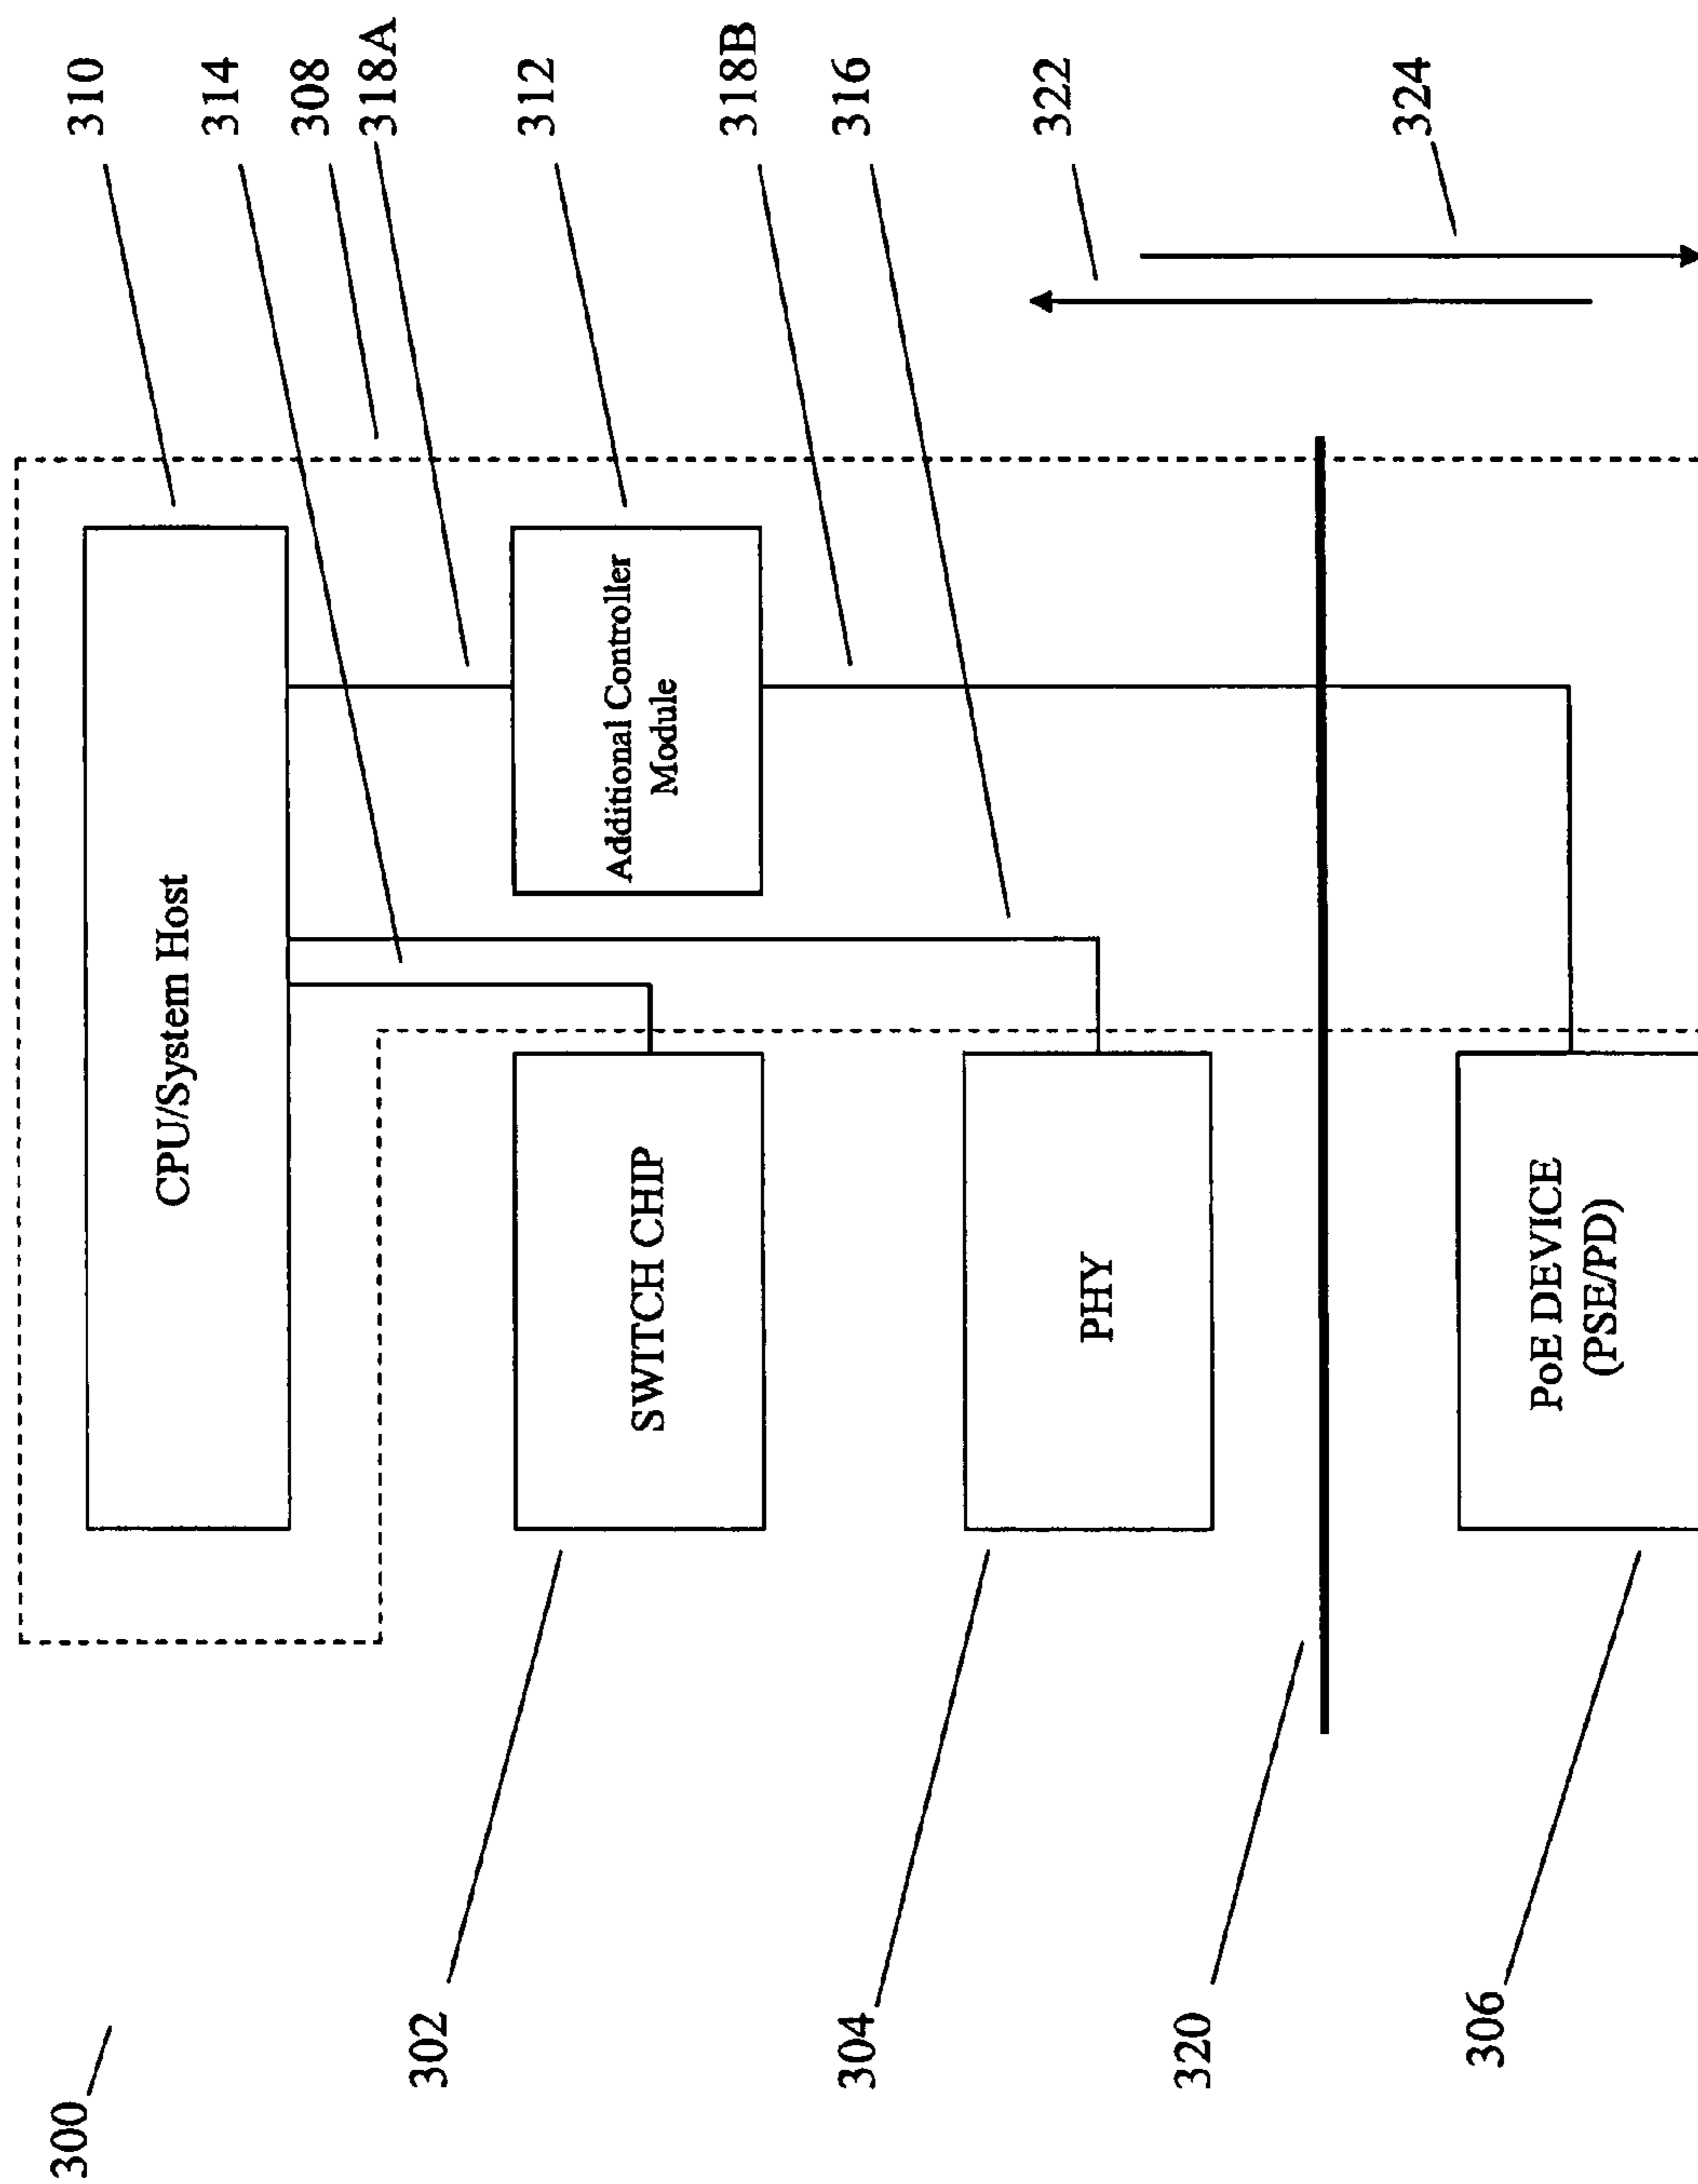 300
310
314
308
318A
312
318B
316
322
324
CPU/System Host
Additional Controller
Module
SWITCH CHIP
PHY
PoE DEVICE
(PSE/PD)
302
304
320
306